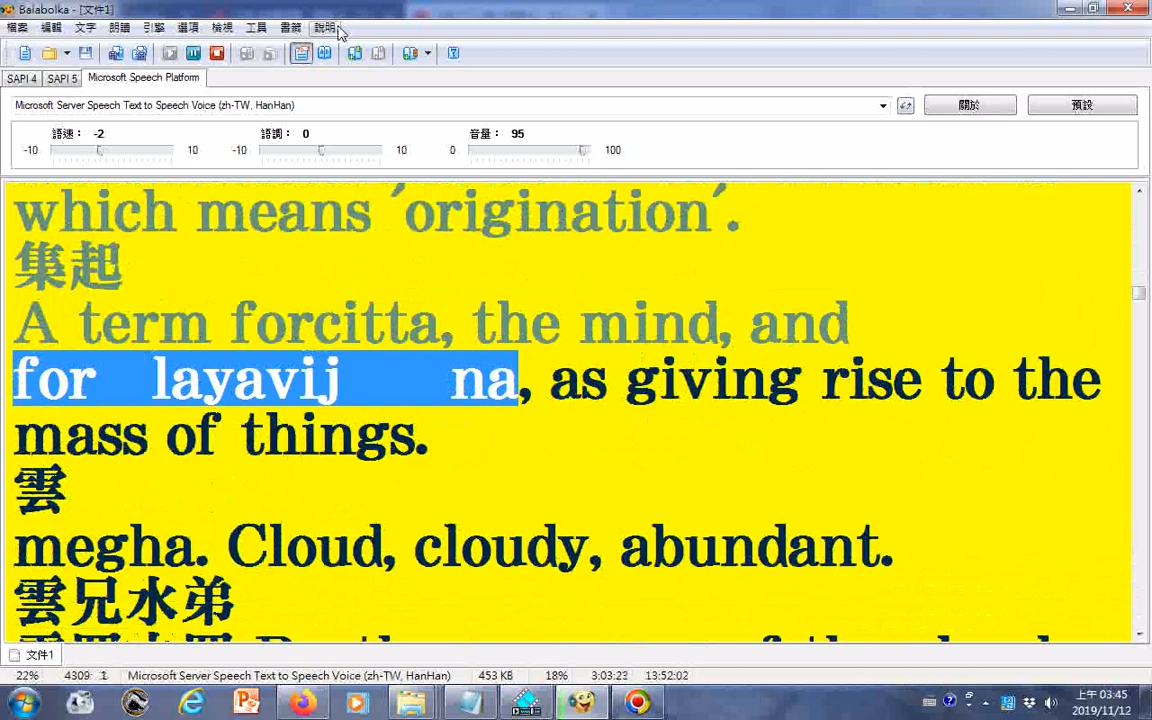 Balabolka - [文件1]
檔案 編輯 文字 朗讀 引擎 選項 檢視 工具 書籤 說明
SAPI 4 SAPI 5 Microsoft Speech Platform
Microsoft Server Speech Text to Speech Voice (zh-TW, HanHan) 關於 預設
語速： -2 語調： 0 音量： 95
-10 10 -10 10 0 100
which means ´origination´.
集起
A term forcitta, the mind, and
for layavij na, as giving rise to the
mass of things.
雲
megha. Cloud, cloudy, abundant.
雲兄水弟
文件1
22% 4309: 1 Microsoft Server Speech Text to Speech Voice (zh-TW, HanHan) 453 KB 18% 3:03:23 13:52:02
上午 03:45
2019/11/12